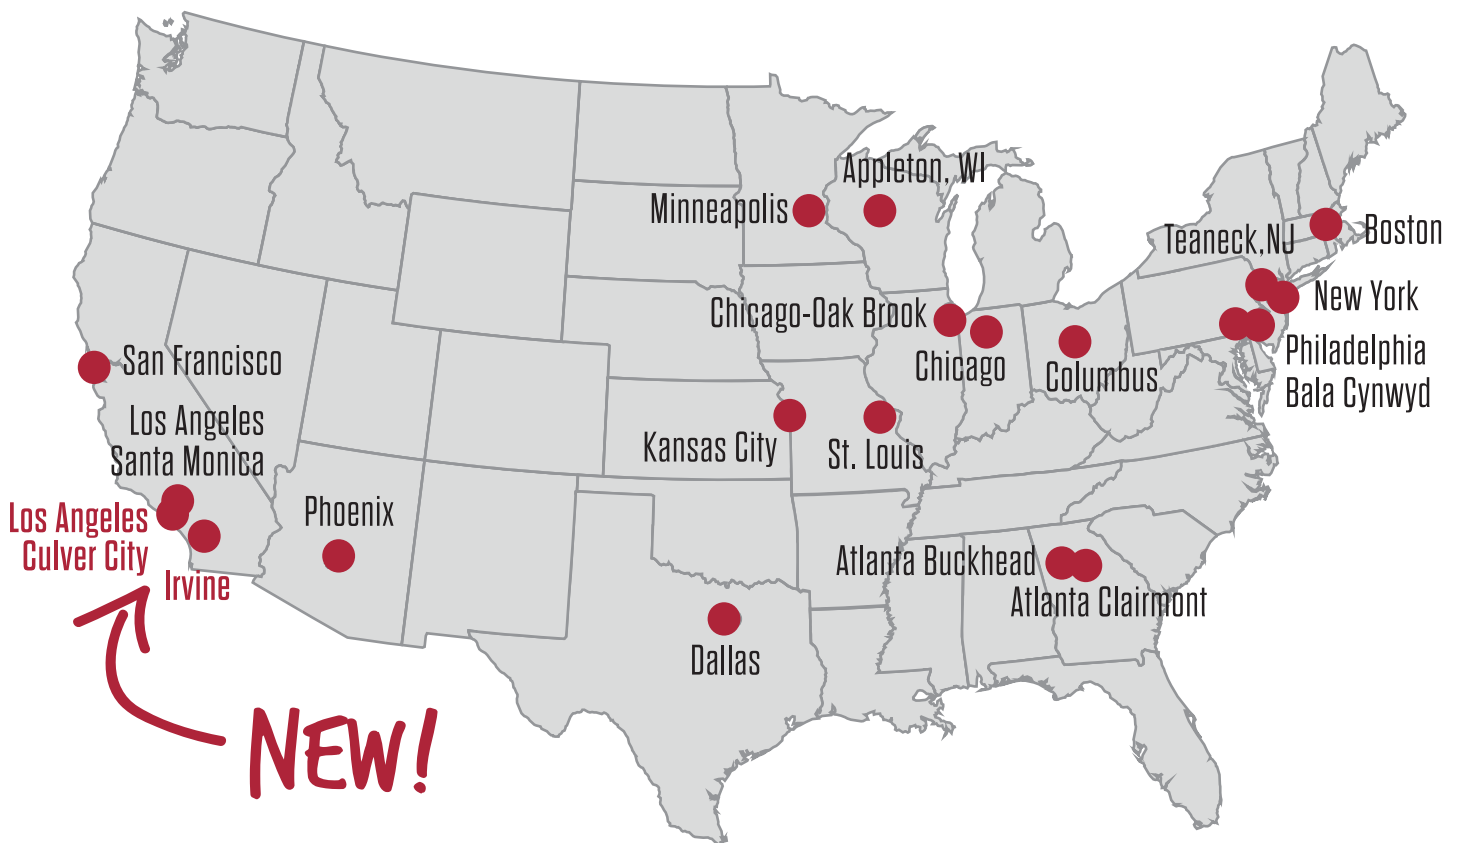 Appleton, WI
Minneapolis
Teaneck,NJ
Boston
New York
Chicago-Oak Brook
Chicago
Columbus
Philadelphia
Bala Cynwyd
San Francisco
Los Angeles
Santa Monica
Kansas City
St. Louis
Los Angeles
Culver City
Irvine
Phoenix
Atlanta Buckhead
Atlanta Clairmont
Dallas
NEW!